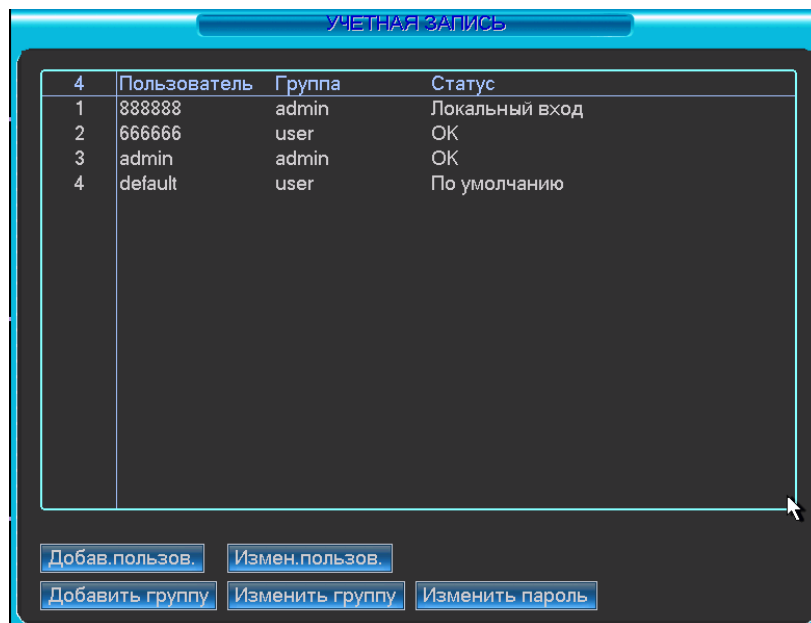 УЧЕТНАЯ ЗАПИСЬ
4 Пользователь Группа Статус
1 888888 admin Локальный вход
2 666666 user OK
3 admin admin OK
4 default user По умолчанию
Добав.пользов. Измен.пользов.
Добавить группу Изменить группу Изменить пароль